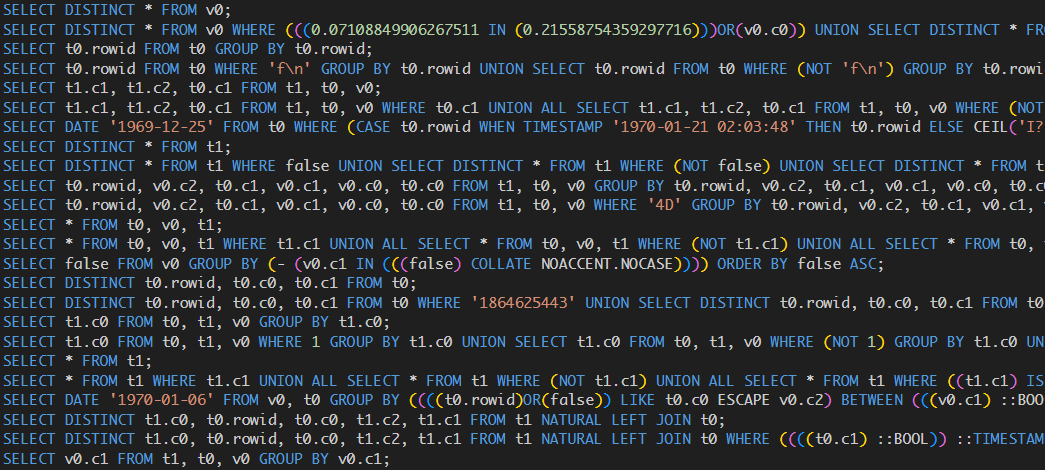 SELECT DISTINCT * FROM v0;
SELECT DISTINCT * FROM v0 WHERE (((0.07108849906267511 IN (0.21558754359297716)))OR(v0.c0)) UNION SELECT DISTINCT * FRO
SELECT t0.rowid FROM t0 GROUP BY t0.rowid;
SELECT t0.rowid FROM t0 WHERE 'f\n' GROUP BY t0.rowid UNION SELECT t0.rowid FROM t0 WHERE (NOT 'f\n') GROUP BY t0.rowi
SELECT t1.c1, t1.c2, t0.c1 FROM t1, t0, v0;
SELECT t1.c1, t1.c2, t0.c1 FROM t1, t0, v0 WHERE t0.c1 UNION ALL SELECT t1.c1, t1.c2, t0.c1 FROM t1, t0, v0 WHERE (NOT
SELECT DATE '1969-12-25' FROM t0 WHERE (CASE t0.rowid WHEN TIMESTAMP '1970-01-21 02:03:48' THEN t0.rowid ELSE CEIL('I?
SELECT DISTINCT * FROM t1;
SELECT DISTINCT * FROM t1 WHERE false UNION SELECT DISTINCT * FROM t1 WHERE (NOT false) UNION SELECT DISTINCT * FROM t
SELECT t0.rowid, v0.c2, t0.c1, v0.c1, v0.c0, t0.c0 FROM t1, t0, v0 GROUP BY t0.rowid, v0.c2, t0.c1, v0.c1, v0.c0, t0.c
SELECT t0.rowid, v0.c2, t0.c1, v0.c1, v0.c0, t0.c0 FROM t1, t0, v0 WHERE '4D' GROUP BY t0.rowid, v0.c2, t0.c1, v0.c1, v
SELECT * FROM t0, v0, t1;
SELECT * FROM t0, v0, t1 WHERE t1.c1 UNION ALL SELECT * FROM t0, v0, t1 WHERE (NOT t1.c1) UNION ALL SELECT * FROM t0,
SELECT false FROM v0 GROUP BY (- (v0.c1 IN (((false) COLLATE NOACCENT.NOCASE)))) ORDER BY false ASC;
SELECT DISTINCT t0.rowid, t0.c0, t0.c1 FROM t0;
SELECT DISTINCT t0.rowid, t0.c0, t0.c1 FROM t0 WHERE '1864625443' UNION SELECT DISTINCT t0.rowid, t0.c0, t0.c1 FROM t0
SELECT t1.c0 FROM t0, t1, v0 GROUP BY t1.c0;
SELECT t1.c0 FROM t0, t1, v0 WHERE 1 GROUP BY t1.c0 UNION SELECT t1.c0 FROM t0, t1, v0 WHERE (NOT 1) GROUP BY t1.c0 UN
SELECT * FROM t1;
SELECT * FROM t1 WHERE t1.c1 UNION ALL SELECT * FROM t1 WHERE (NOT t1.c1) UNION ALL SELECT * FROM t1 WHERE ((t1.c1) IS
SELECT DATE '1970-01-06' FROM v0, t0 GROUP BY ((((t0.rowid)OR(false)) LIKE t0.c0 ESCAPE v0.c2) BETWEEN (((v0.c1) ::BOO
SELECT DISTINCT t1.c0, t0.rowid, t0.c0, t1.c2, t1.c1 FROM t1 NATURAL LEFT JOIN t0;
SELECT DISTINCT t1.c0, t0.rowid, t0.c0, t1.c2, t1.c1 FROM t1 NATURAL LEFT JOIN t0 WHERE ((((t0.c1) ::BOOL)) ::TIMESTAM
SELECT v0.c1 FROM t1, t0, v0 GROUP BY v0.c1;